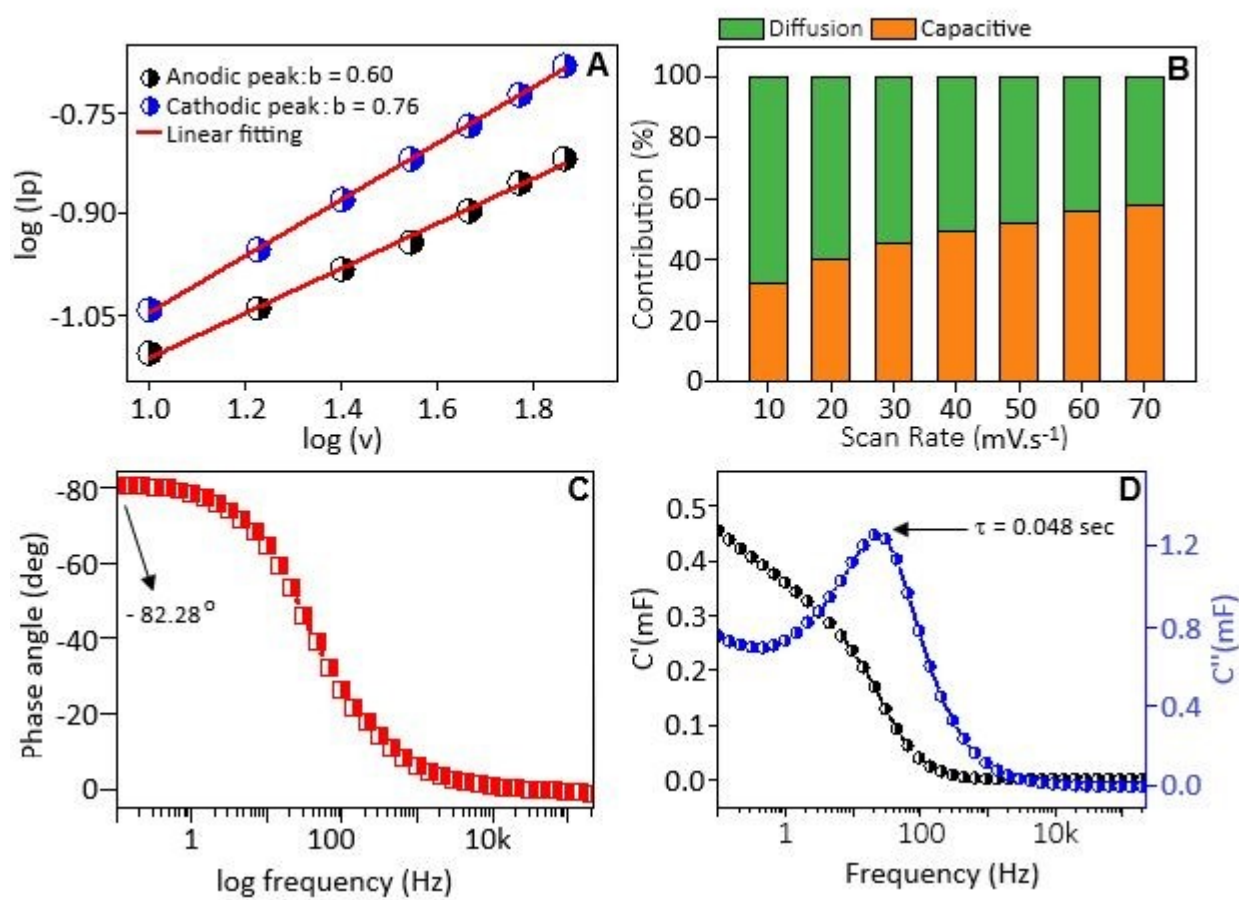 A
Anodic peak: b = 0.60
Cathodic peak: b = 0.76
Linear fitting
-0.75
-0.90
-1.05
log (Ip)
1.0 1.2 1.4 1.6 1.8
log (v)
Diffusion Capacitive
B
100
80
60
40
20
0
Contribution (%)
10 20 30 40 50 60 70
Scan Rate (mV.s⁻¹)
C
-80
-60
-40
-20
0
Phase angle (deg)
- 82.28°
1 100 10k
log frequency (Hz)
D
τ = 0.048 sec
0.5
0.4
0.3
0.2
0.1
0.0
C'(mF)
1.2
0.8
0.4
0.0
C''(mF)
1 100 10k
Frequency (Hz)